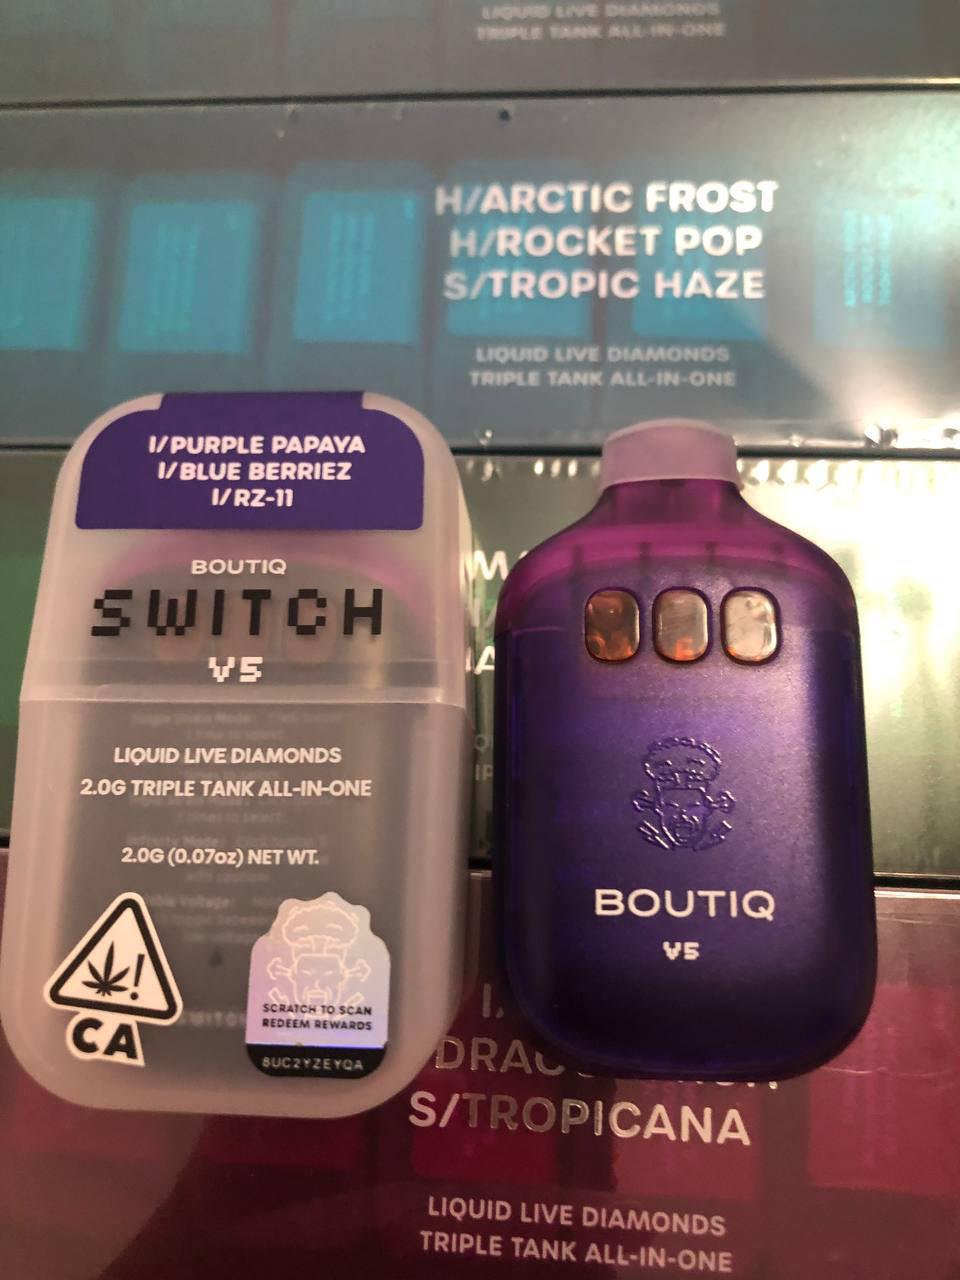 LIQUID LIVE DIAMONDS
TRIPLE TANK ALL-IN-ONE
H/ARCTIC FROST
H/ROCKET POP
S/TROPIC HAZE
LIQUID LIVE DIAMONDS
TRIPLE TANK ALL-IN-ONE
I/PURPLE PAPAYA
I/BLUE BERRIEZ
I/RZ-11
BOUTIQ
SWITCH
V5
LIQUID LIVE DIAMONDS
2.0G TRIPLE TANK ALL-IN-ONE
2.0G (0.07oz) NET WT.
CA
SCRATCH TO SCAN
REDEEM REWARDS
8UC2YZEYQA
BOUTIQ
V5
S/TROPICANA
LIQUID LIVE DIAMONDS
TRIPLE TANK ALL-IN-ONE